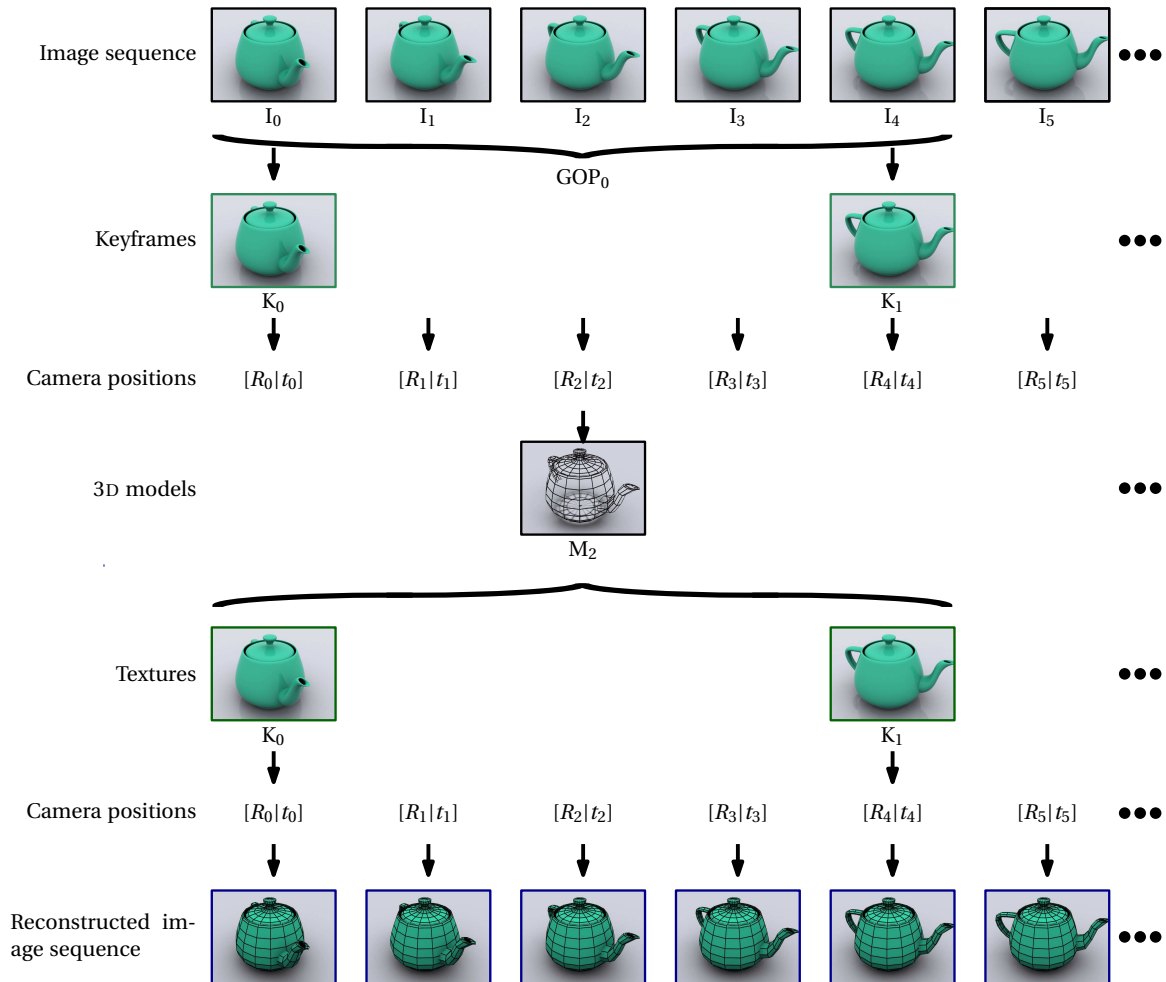 Image sequence
I₀ I₁ I₂ I₃ I₄ I₅
GOP₀
Keyframes
K₀ K₁
Camera positions [R₀|t₀] [R₁|t₁] [R₂|t₂] [R₃|t₃] [R₄|t₄] [R₅|t₅]
3D models
M₂
Textures
K₀ K₁
Camera positions [R₀|t₀] [R₁|t₁] [R₂|t₂] [R₃|t₃] [R₄|t₄] [R₅|t₅]
Reconstructed im-
age sequence